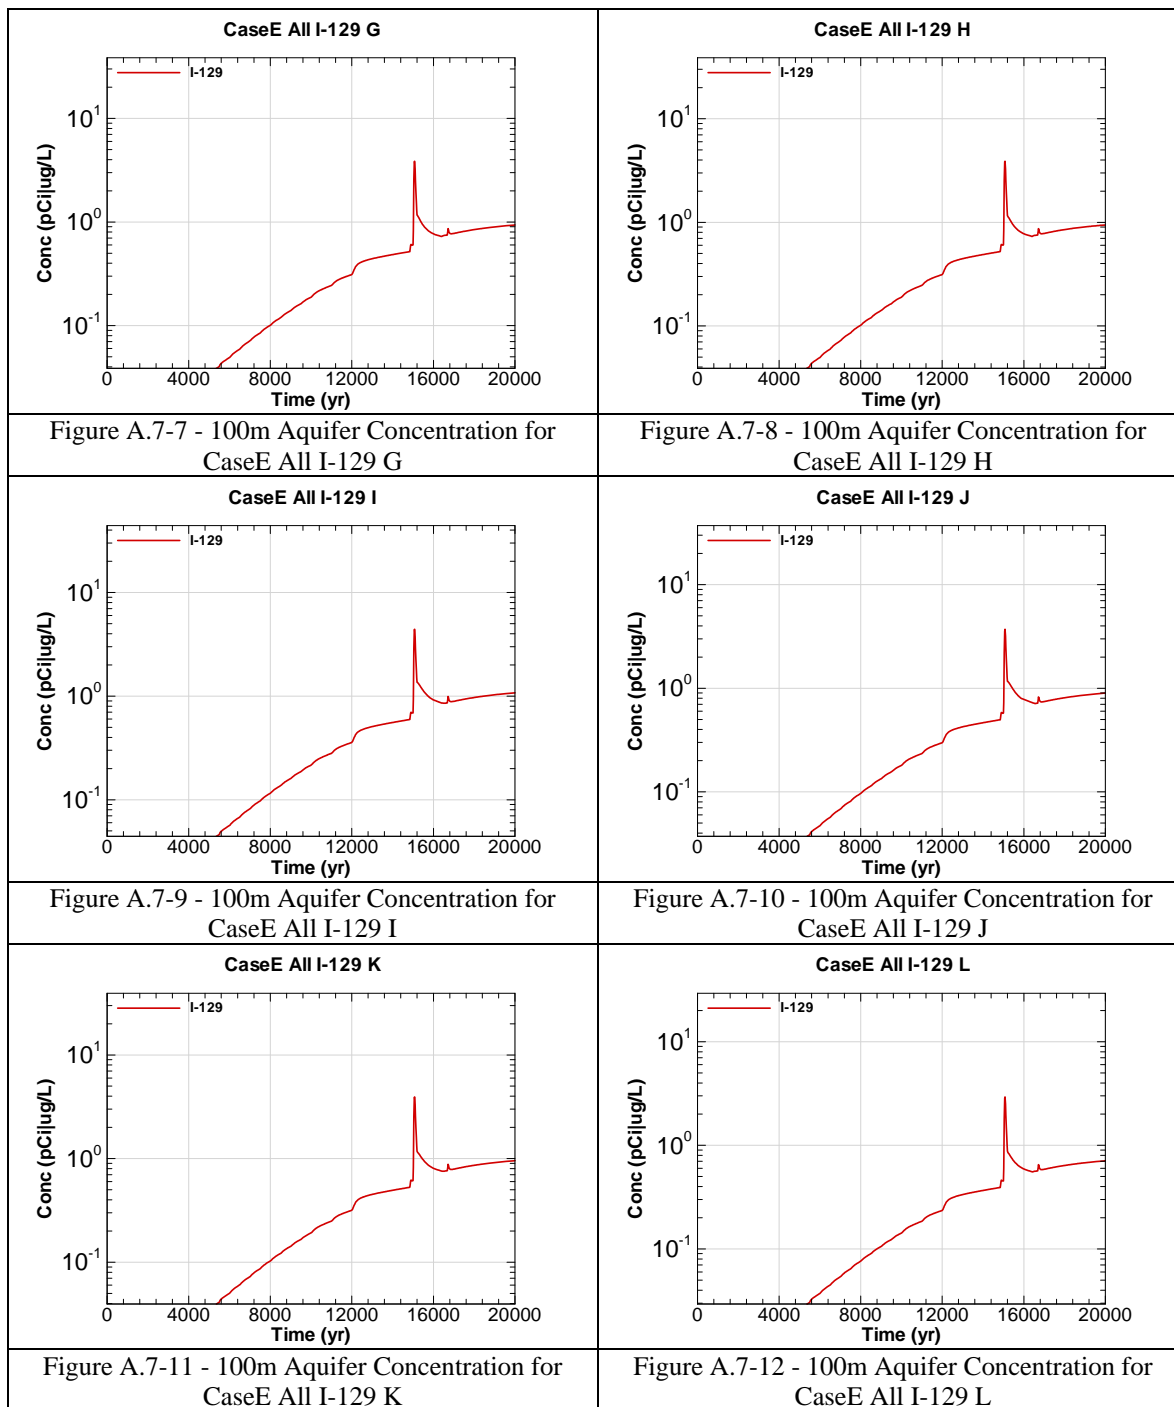 CaseE All I-129 G
I-129
10^1
10^0
10^-1
Conc (pCi|ug/L)
0 4000 8000 12000 16000 20000
Time (yr)
Figure A.7-7 - 100m Aquifer Concentration for
CaseE All I-129 G
CaseE All I-129 H
I-129
10^1
10^0
10^-1
Conc (pCi|ug/L)
0 4000 8000 12000 16000 20000
Time (yr)
Figure A.7-8 - 100m Aquifer Concentration for
CaseE All I-129 H
CaseE All I-129 I
I-129
10^1
10^0
10^-1
Conc (pCi|ug/L)
0 4000 8000 12000 16000 20000
Time (yr)
Figure A.7-9 - 100m Aquifer Concentration for
CaseE All I-129 I
CaseE All I-129 J
I-129
10^1
10^0
10^-1
Conc (pCi|ug/L)
0 4000 8000 12000 16000 20000
Time (yr)
Figure A.7-10 - 100m Aquifer Concentration for
CaseE All I-129 J
CaseE All I-129 K
I-129
10^1
10^0
10^-1
Conc (pCi|ug/L)
0 4000 8000 12000 16000 20000
Time (yr)
Figure A.7-11 - 100m Aquifer Concentration for
CaseE All I-129 K
CaseE All I-129 L
I-129
10^1
10^0
10^-1
Conc (pCi|ug/L)
0 4000 8000 12000 16000 20000
Time (yr)
Figure A.7-12 - 100m Aquifer Concentration for
CaseE All I-129 L